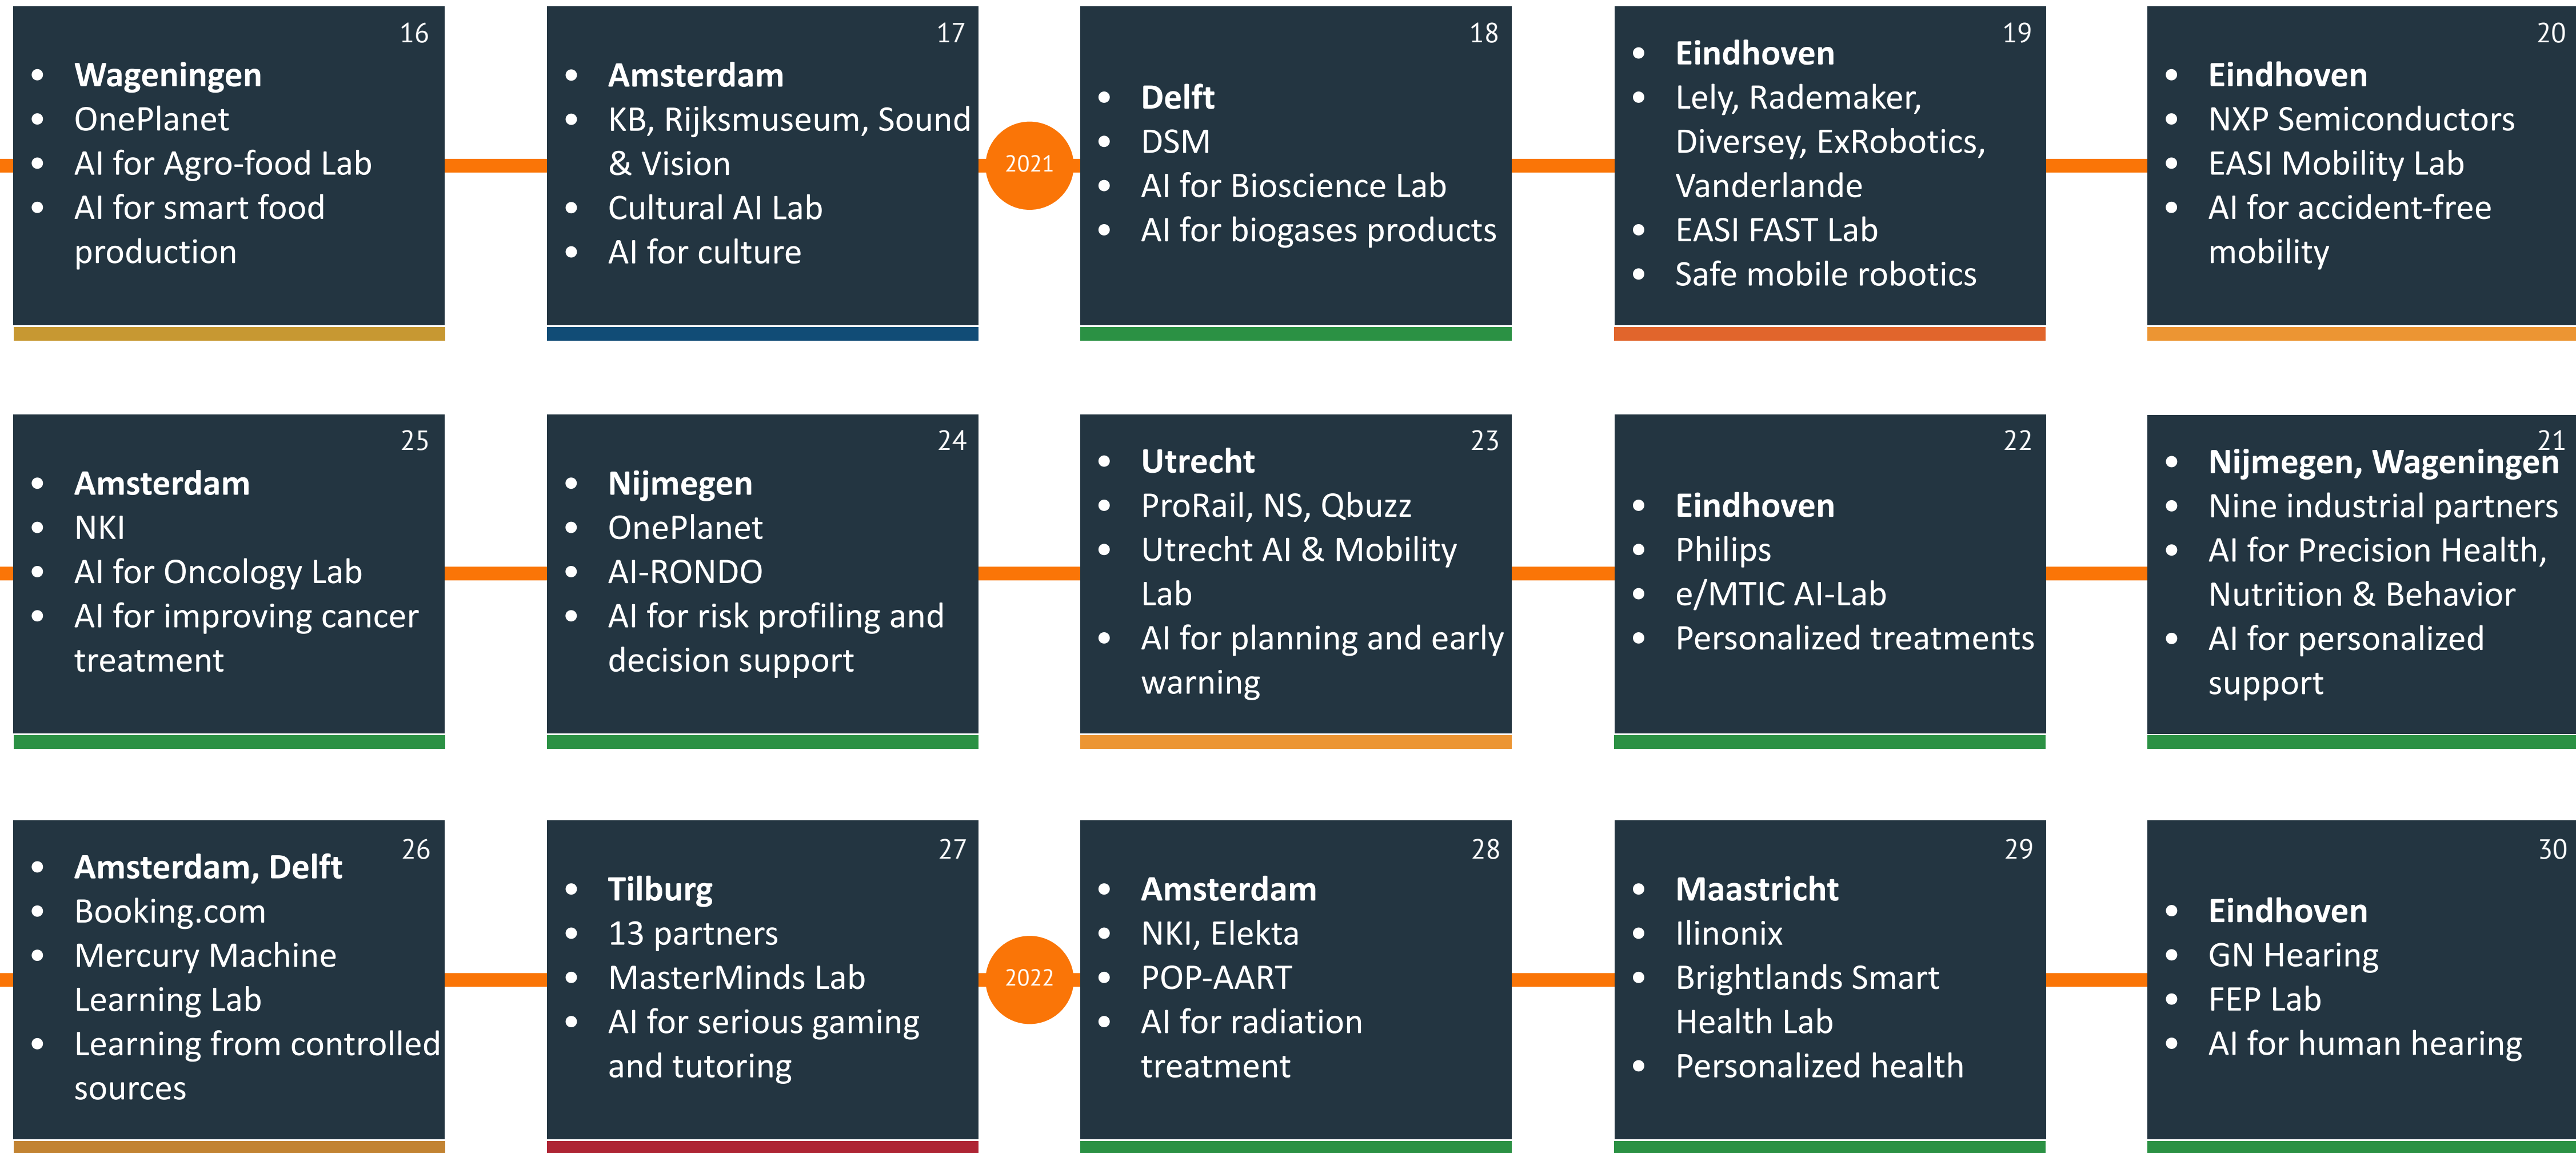 16
• Wageningen
• OnePlanet
• AI for Agro-food Lab
• AI for smart food
production
17
• Amsterdam
• KB, Rijksmuseum, Sound
& Vision
• Cultural AI Lab
• AI for culture
2021
18
• Delft
• DSM
• AI for Bioscience Lab
• AI for biogases products
19
• Eindhoven
• Lely, Rademaker,
Diversey, ExRobotics,
Vanderlande
• EASI FAST Lab
• Safe mobile robotics
20
• Eindhoven
• NXP Semiconductors
• EASI Mobility Lab
• AI for accident-free
mobility
25
• Amsterdam
• NKI
• AI for Oncology Lab
• AI for improving cancer
treatment
24
• Nijmegen
• OnePlanet
• AI-RONDO
• AI for risk profiling and
decision support
23
• Utrecht
• ProRail, NS, Qbuzz
• Utrecht AI & Mobility
Lab
• AI for planning and early
warning
22
• Eindhoven
• Philips
• e/MTIC AI-Lab
• Personalized treatments
21
• Nijmegen, Wageningen
• Nine industrial partners
• AI for Precision Health,
Nutrition & Behavior
• AI for personalized
support
26
• Amsterdam, Delft
• Booking.com
• Mercury Machine
Learning Lab
• Learning from controlled
sources
27
• Tilburg
• 13 partners
• MasterMinds Lab
• AI for serious gaming
and tutoring
2022
28
• Amsterdam
• NKI, Elekta
• POP-AART
• AI for radiation
treatment
29
• Maastricht
• Ilinonix
• Brightlands Smart
Health Lab
• Personalized health
30
• Eindhoven
• GN Hearing
• FEP Lab
• AI for human hearing